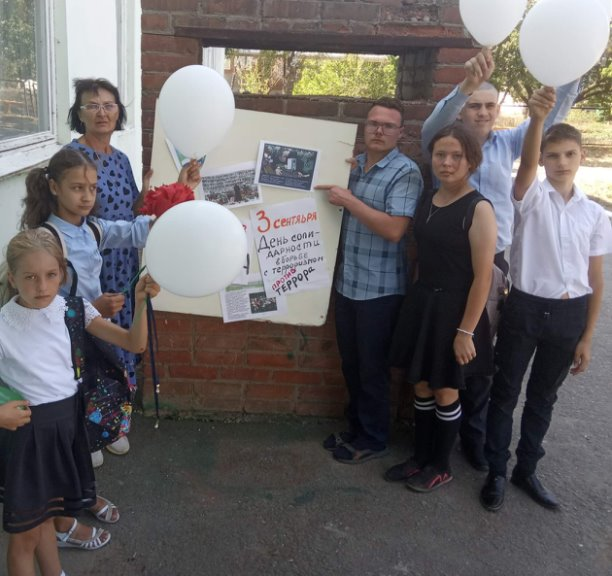 3 сентября
День соли-
дарности
в борьбе
с терроризмом
против
ТЕРРОРА